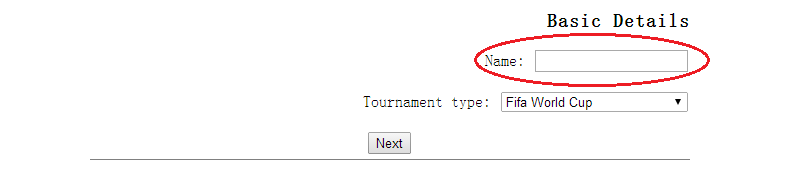 Basic Details
Name:
Tournament type: Fifa World Cup
Next